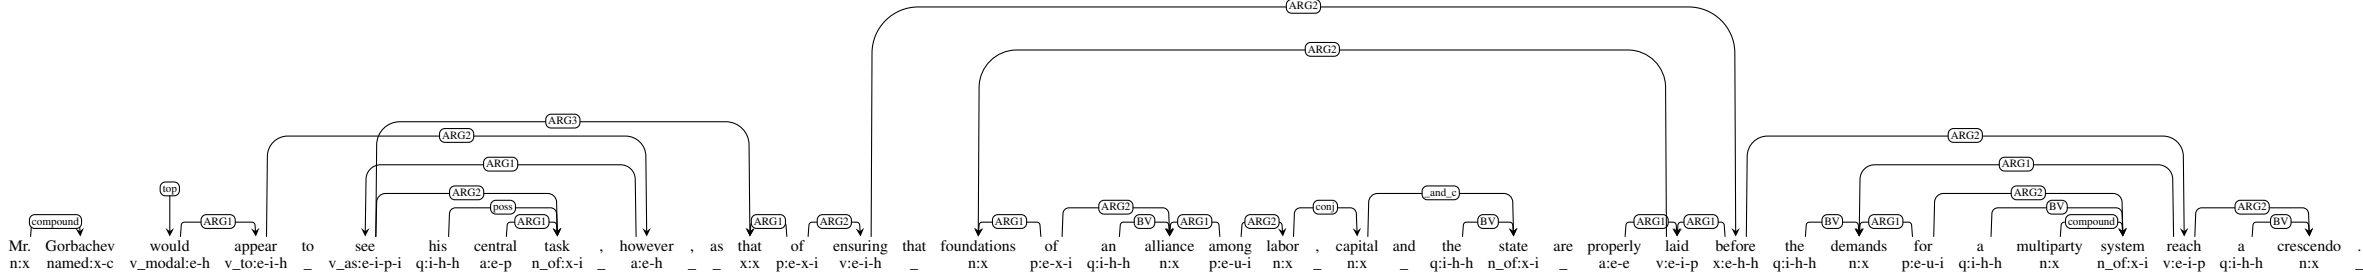 ARG2
ARG2
ARG3
ARG2 ARG2
ARG1 ARG1
top ARG2 _and_c ARG2
poss ARG2 conj BV
compound ARG1 ARG1 ARG1 ARG2 ARG1 BV ARG1 ARG2 BV ARG1 ARG1 BV ARG1 compound ARG2 BV
Mr. Gorbachev would appear to see his central task , however , as that of ensuring that foundations of an alliance among labor , capital and the state are properly laid before the demands for a multiparty system reach a crescendo .
n:x named:x-c v_modal:e-h v_to:e-i-h _ v_as:e-i-p-i q:i-h-h a:e-p n_of:x-i _ a:e-h _ _ x:x p:e-x-i v:e-i-h _ n:x p:e-x-i q:i-h-h n:x p:e-u-i n:x _ n:x _ q:i-h-h n_of:x-i _ a:e-e v:e-i-p x:e-h-h q:i-h-h n:x p:e-u-i q:i-h-h n:x n_of:x-i v:e-i-p q:i-h-h n:x _